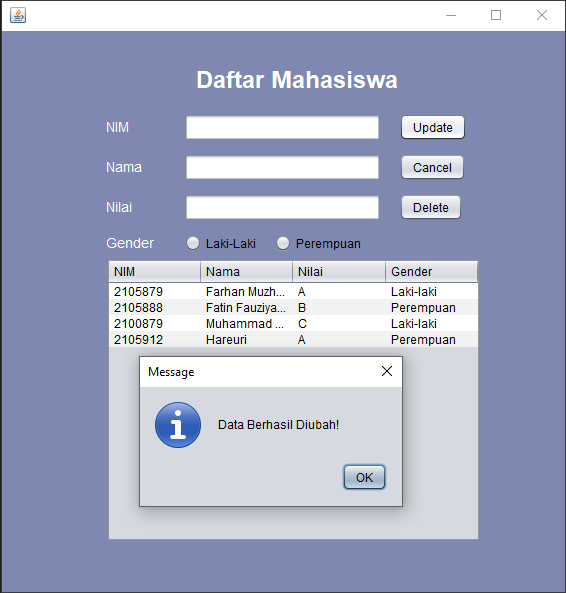 Daftar Mahasiswa
NIM Update
Nama Cancel
Nilai Delete
Gender Laki-Laki Perempuan
NIM Nama Nilai Gender
2105879 Farhan Muzh... A Laki-laki
2105888 Fatin Fauziya... B Perempuan
2100879 Muhammad ... C Laki-laki
2105912 Hareuri A Perempuan
Message
Data Berhasil Diubah!
OK